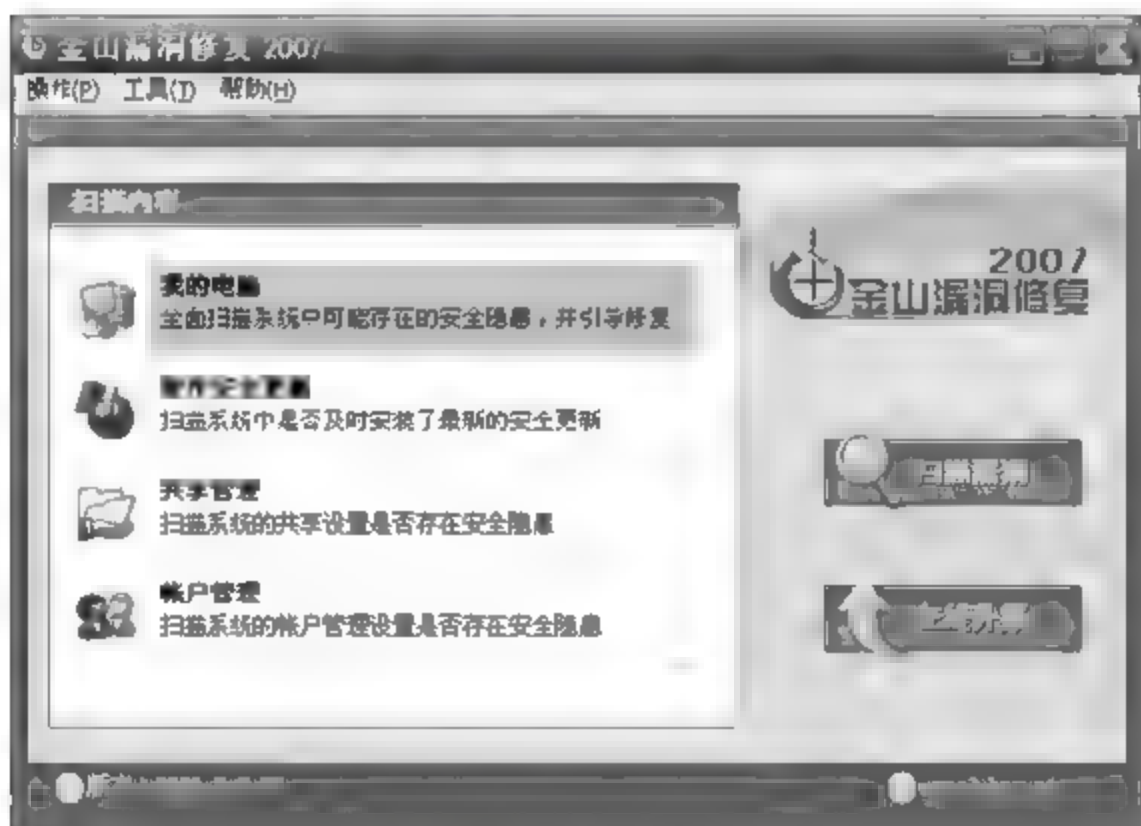 金山漏洞修复 2007
操作(P) 工具(T) 帮助(H)
扫描内容
我的电脑
全面扫描系统中可能存在的安全隐患，并引导修复
扫描系统中是否及时安装了最新的安全更新
共享管理
扫描系统的共享设置是否存在安全隐患
帐户管理
扫描系统的帐户管理设置是否存在安全隐患
2007
金山漏洞修复